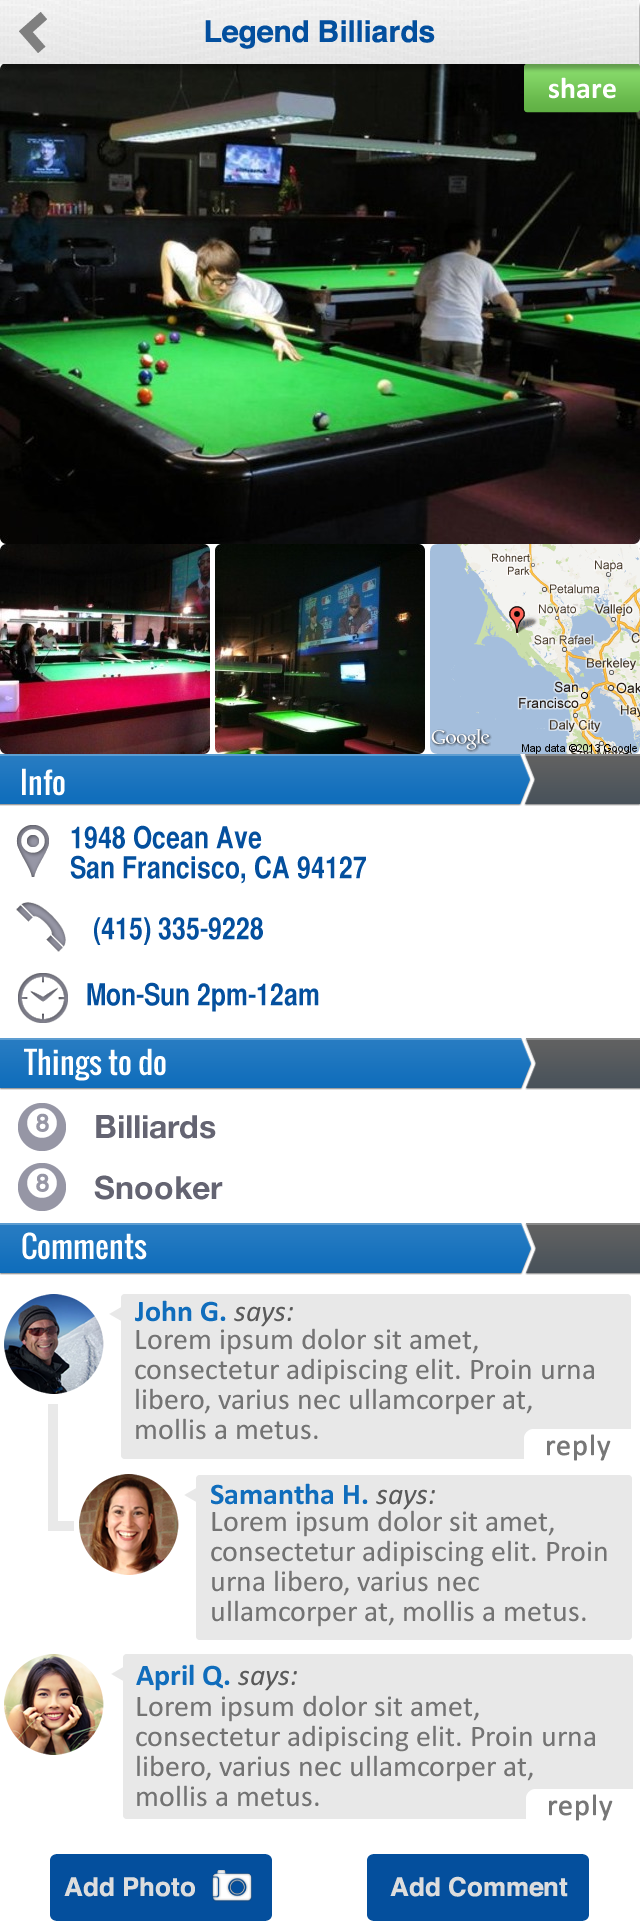 Legend Billiards
share
Rohnert
Park
Napa
Petaluma
Novato
Vallejo
San Rafael
Berkeley
San
Francisco
Oak
Hay
Daly City
Google
Map data ©2013 Google
Info
1948 Ocean Ave
San Francisco, CA 94127
(415) 335-9228
Mon-Sun 2pm-12am
Things to do
8 Billiards
8 Snooker
Comments
John G. says:
Lorem ipsum dolor sit amet,
consectetur adipiscing elit. Proin urna
libero, varius nec ullamcorper at,
mollis a metus.
reply
Samantha H. says:
Lorem ipsum dolor sit amet,
consectetur adipiscing elit. Proin
urna libero, varius nec
ullamcorper at, mollis a metus.
April Q. says:
Lorem ipsum dolor sit amet,
consectetur adipiscing elit. Proin urna
libero, varius nec ullamcorper at,
mollis a metus.
reply
Add Photo
Add Comment